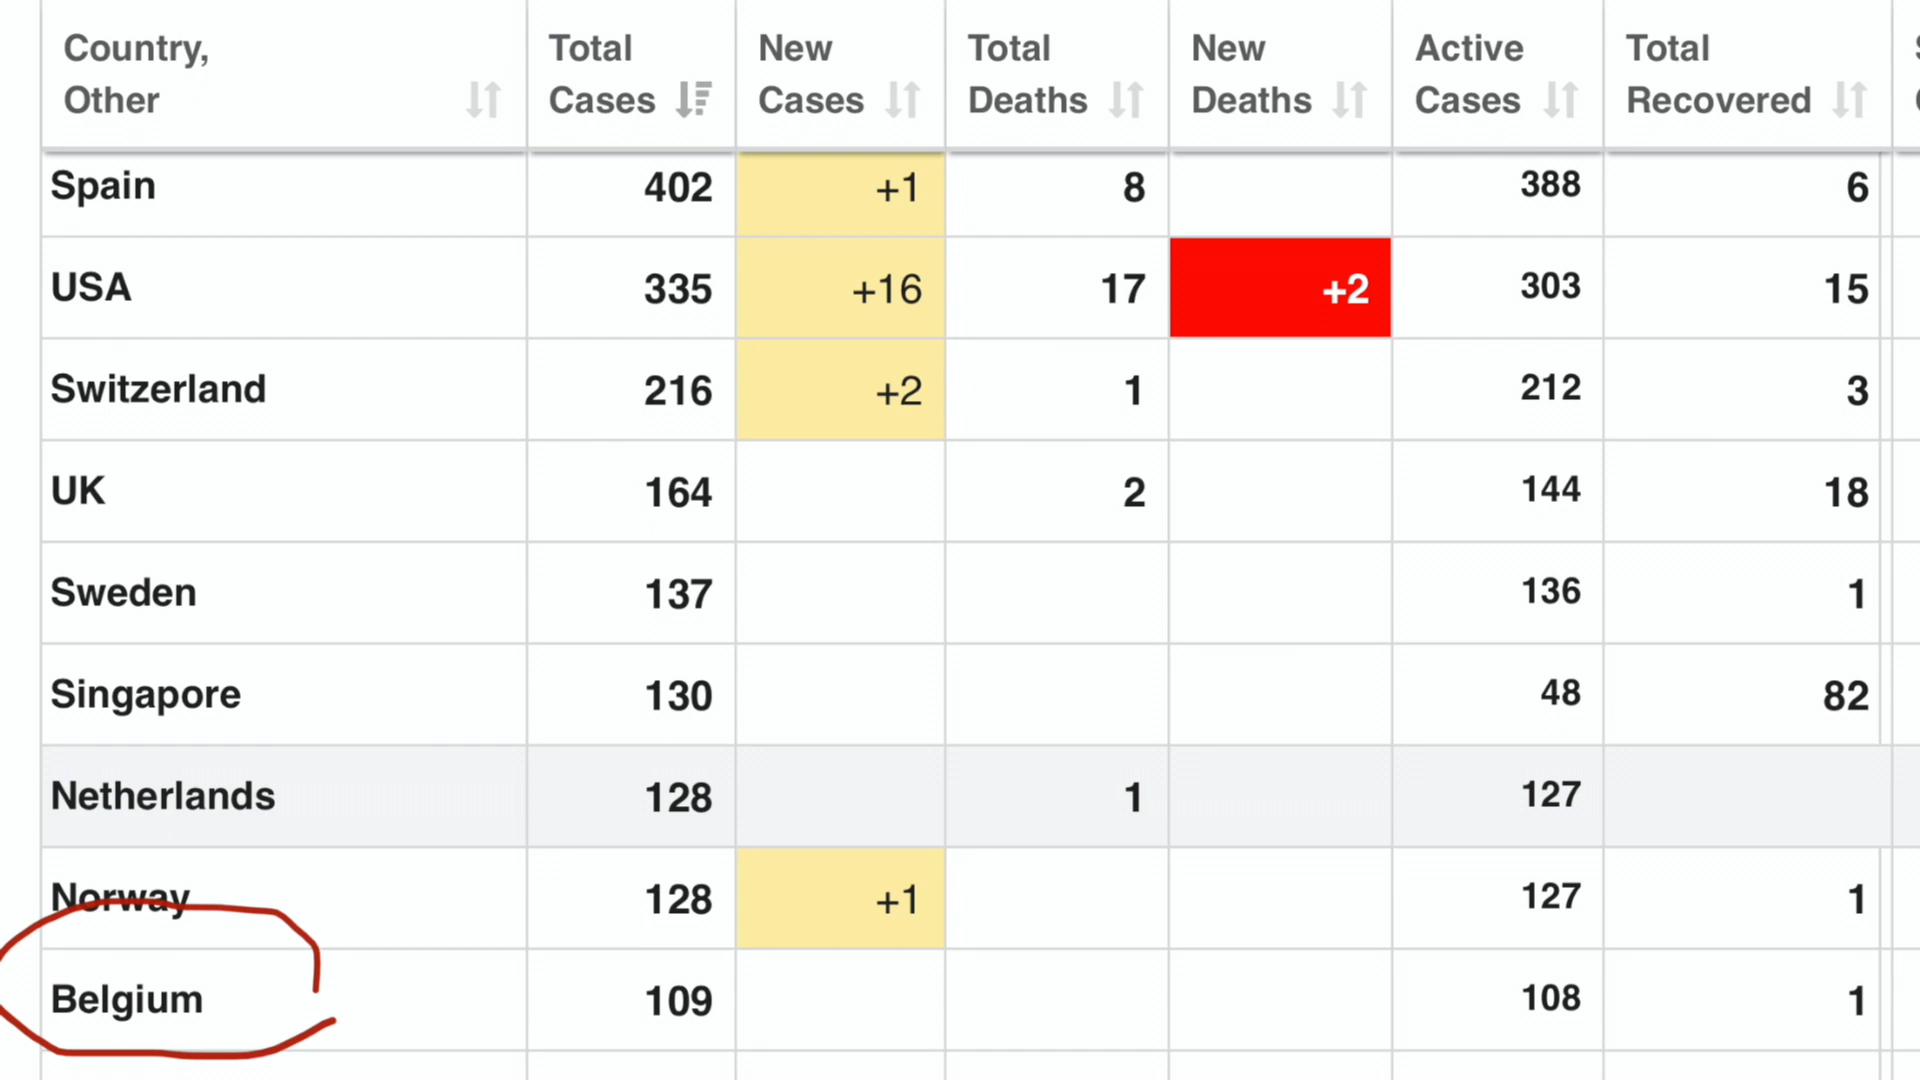 Country,
Other
Total
Cases
New
Cases
Total
Deaths
New
Deaths
Active
Cases
Total
Recovered
Spain 402 +1 8 388 6
USA 335 +16 17 +2 303 15
Switzerland 216 +2 1 212 3
UK 164 2 144 18
Sweden 137 136 1
Singapore 130 48 82
Netherlands 128 1 127
Norway 128 +1 127 1
Belgium 109 108 1